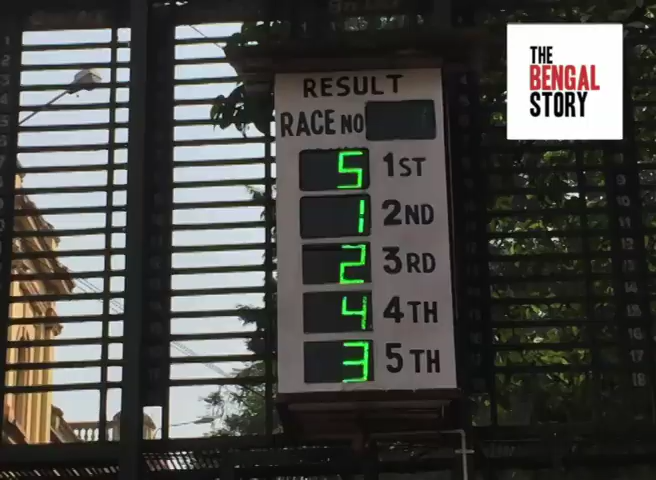 THE
BENGAL
STORY
RESULT
RACE NO
5 1ST
1 2ND
2 3RD
4 4TH
3 5TH